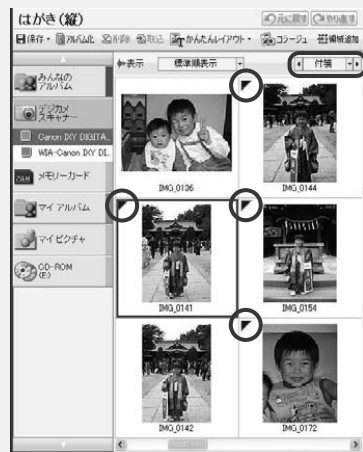 はがき(縦)
元に戻す やり直す
保存 アルバム化 削除 取込 かんたんレイアウト コラージュ 領域追加
表示 標準順表示 付箋
みんなの
アルバム
デジカメ
スキャナー
Canon IXY DIGITA..
WIA-Canon IXY DI..
メモリーカード
マイ アルバム
マイ ピクチャ
CD-ROM
(E:)
IMG_0136
IMG_0144
IMG_0141
IMG_0154
IMG_0142
IMG_0172